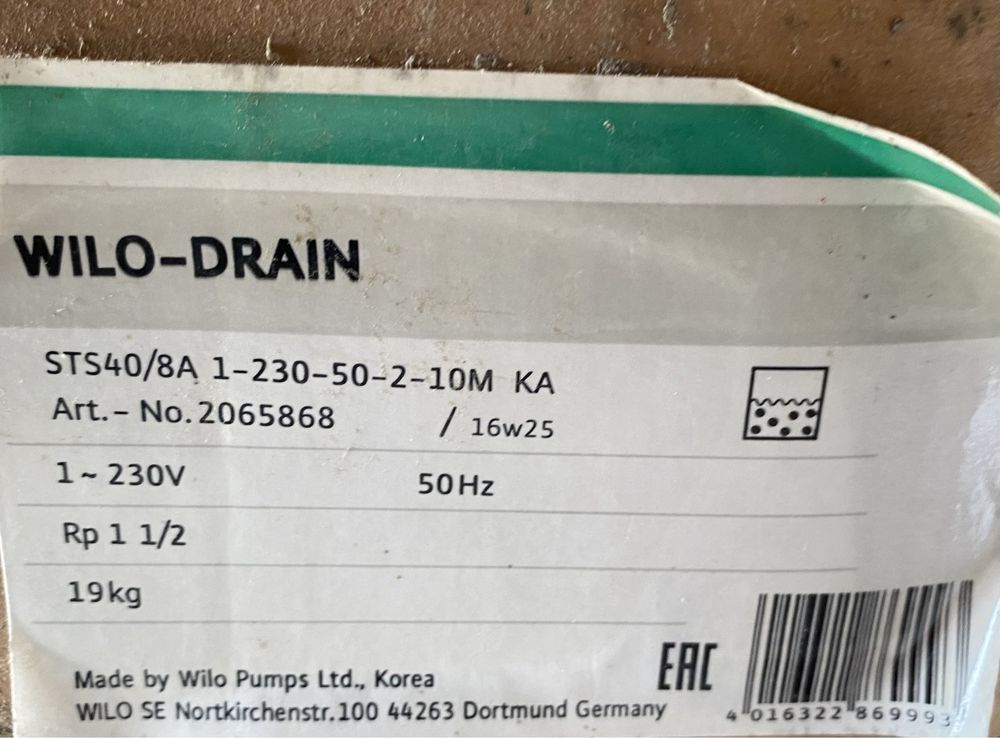 WILO-DRAIN
STS40/8A 1-230-50-2-10M KA
Art.- No. 2065868 / 16w25
1 ~ 230V 50Hz
Rp 1 1/2
19kg
EAC
Made by Wilo Pumps Ltd., Korea
WILO SE Nortkirchenstr.100 44263 Dortmund Germany
4 016322 869993